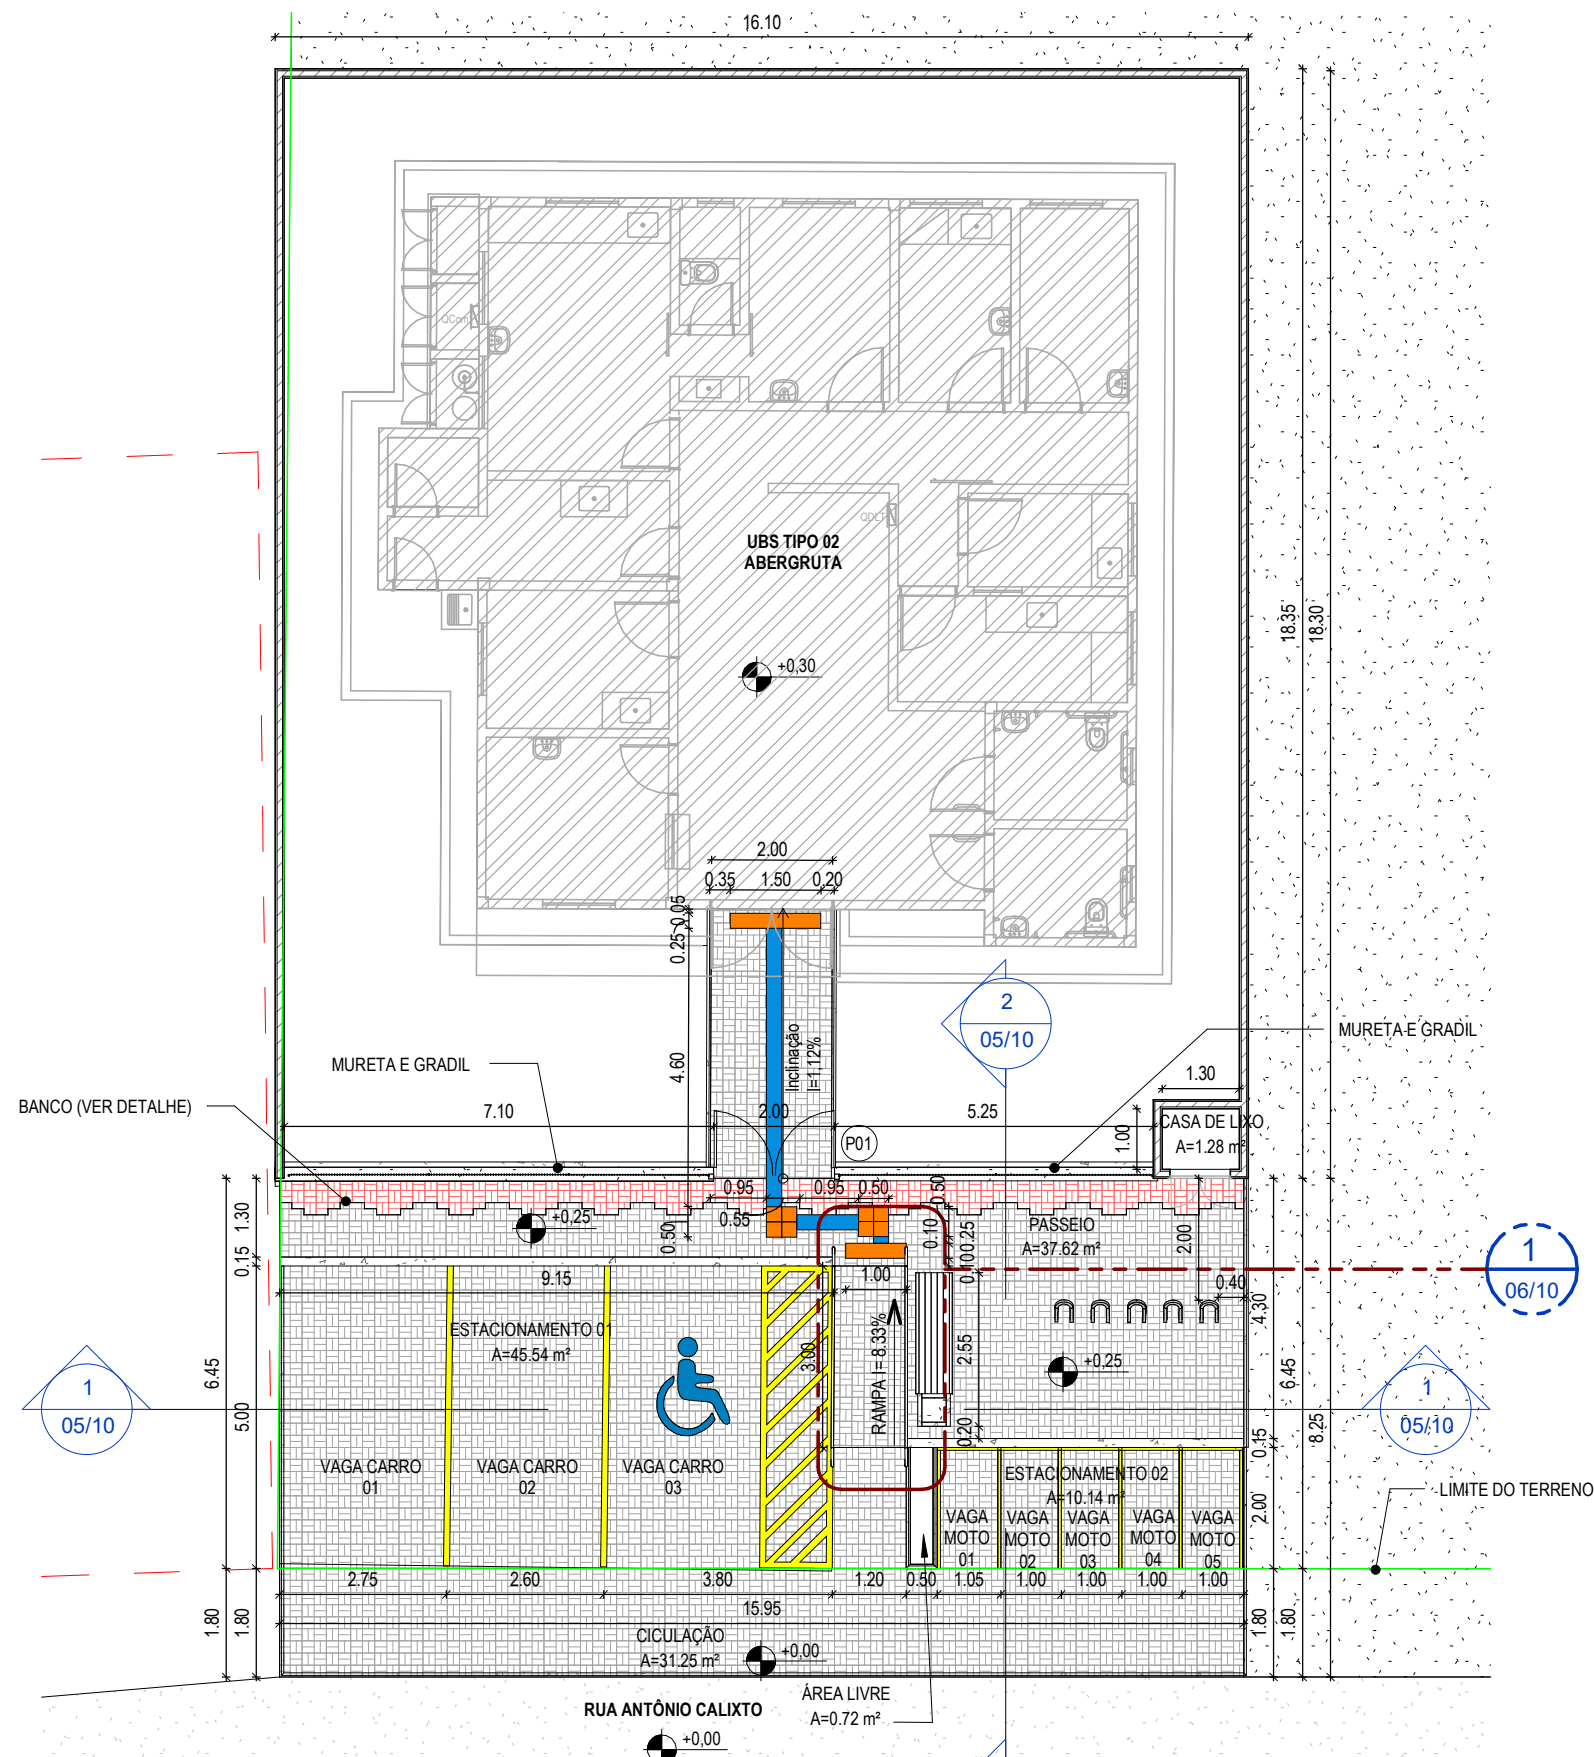 16.10
QCom
QDLT
UBS TIPO 02
ABERGRUTA
+0,30
18.35
18.30
2.00
0.35
1.50
0.20
0.05
0.25
4.60
Inclinação
I=1,12%
2
05/10
MURETA E GRADIL
MURETA E GRADIL
BANCO (VER DETALHE)
7.10
2.00
5.25
1.30
1.00
CASA DE LIXO
A=1.28 m²
P01
0.95
0.95
0.50
0.55
0.50
0.50
0.10
0.25
0.10
1.30
0.15
+0,25
PASSEIO
A=37.62 m²
2.00
0.40
4.30
1
06/10
9.15
1.00
ESTACIONAMENTO 01
A=45.54 m²
3.00
RAMPA I = 8.33%
2.55
0.20
+0,25
6.45
5.00
6.45
0.15
8.25
1
05/10
1
05/10
VAGA CARRO
01
VAGA CARRO
02
VAGA CARRO
03
ESTACIONAMENTO 02
A=10.14 m²
VAGA
MOTO
01
VAGA
MOTO
02
VAGA
MOTO
03
VAGA
MOTO
04
VAGA
MOTO
05
2.00
LIMITE DO TERRENO
2.75
2.60
3.80
1.20
0.50
1.05
1.00
1.00
1.00
1.00
15.95
1.80
1.80
1.80
1.80
CICULAÇÃO
A=31.25 m²
+0,00
ÁREA LIVRE
A=0.72 m²
RUA ANTÔNIO CALIXTO
+0,00